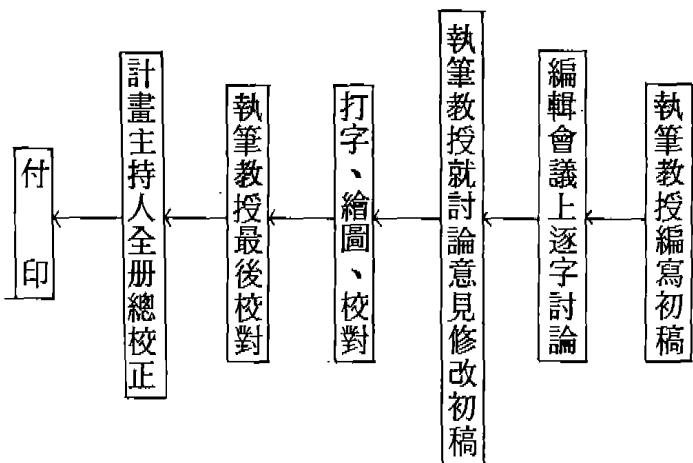 執筆教授編寫初稿
編輯會議上逐字討論
執筆教授就討論意見修改初稿
打字、繪圖、校對
執筆教授最後校對
計畫主持人全册總校正
付印